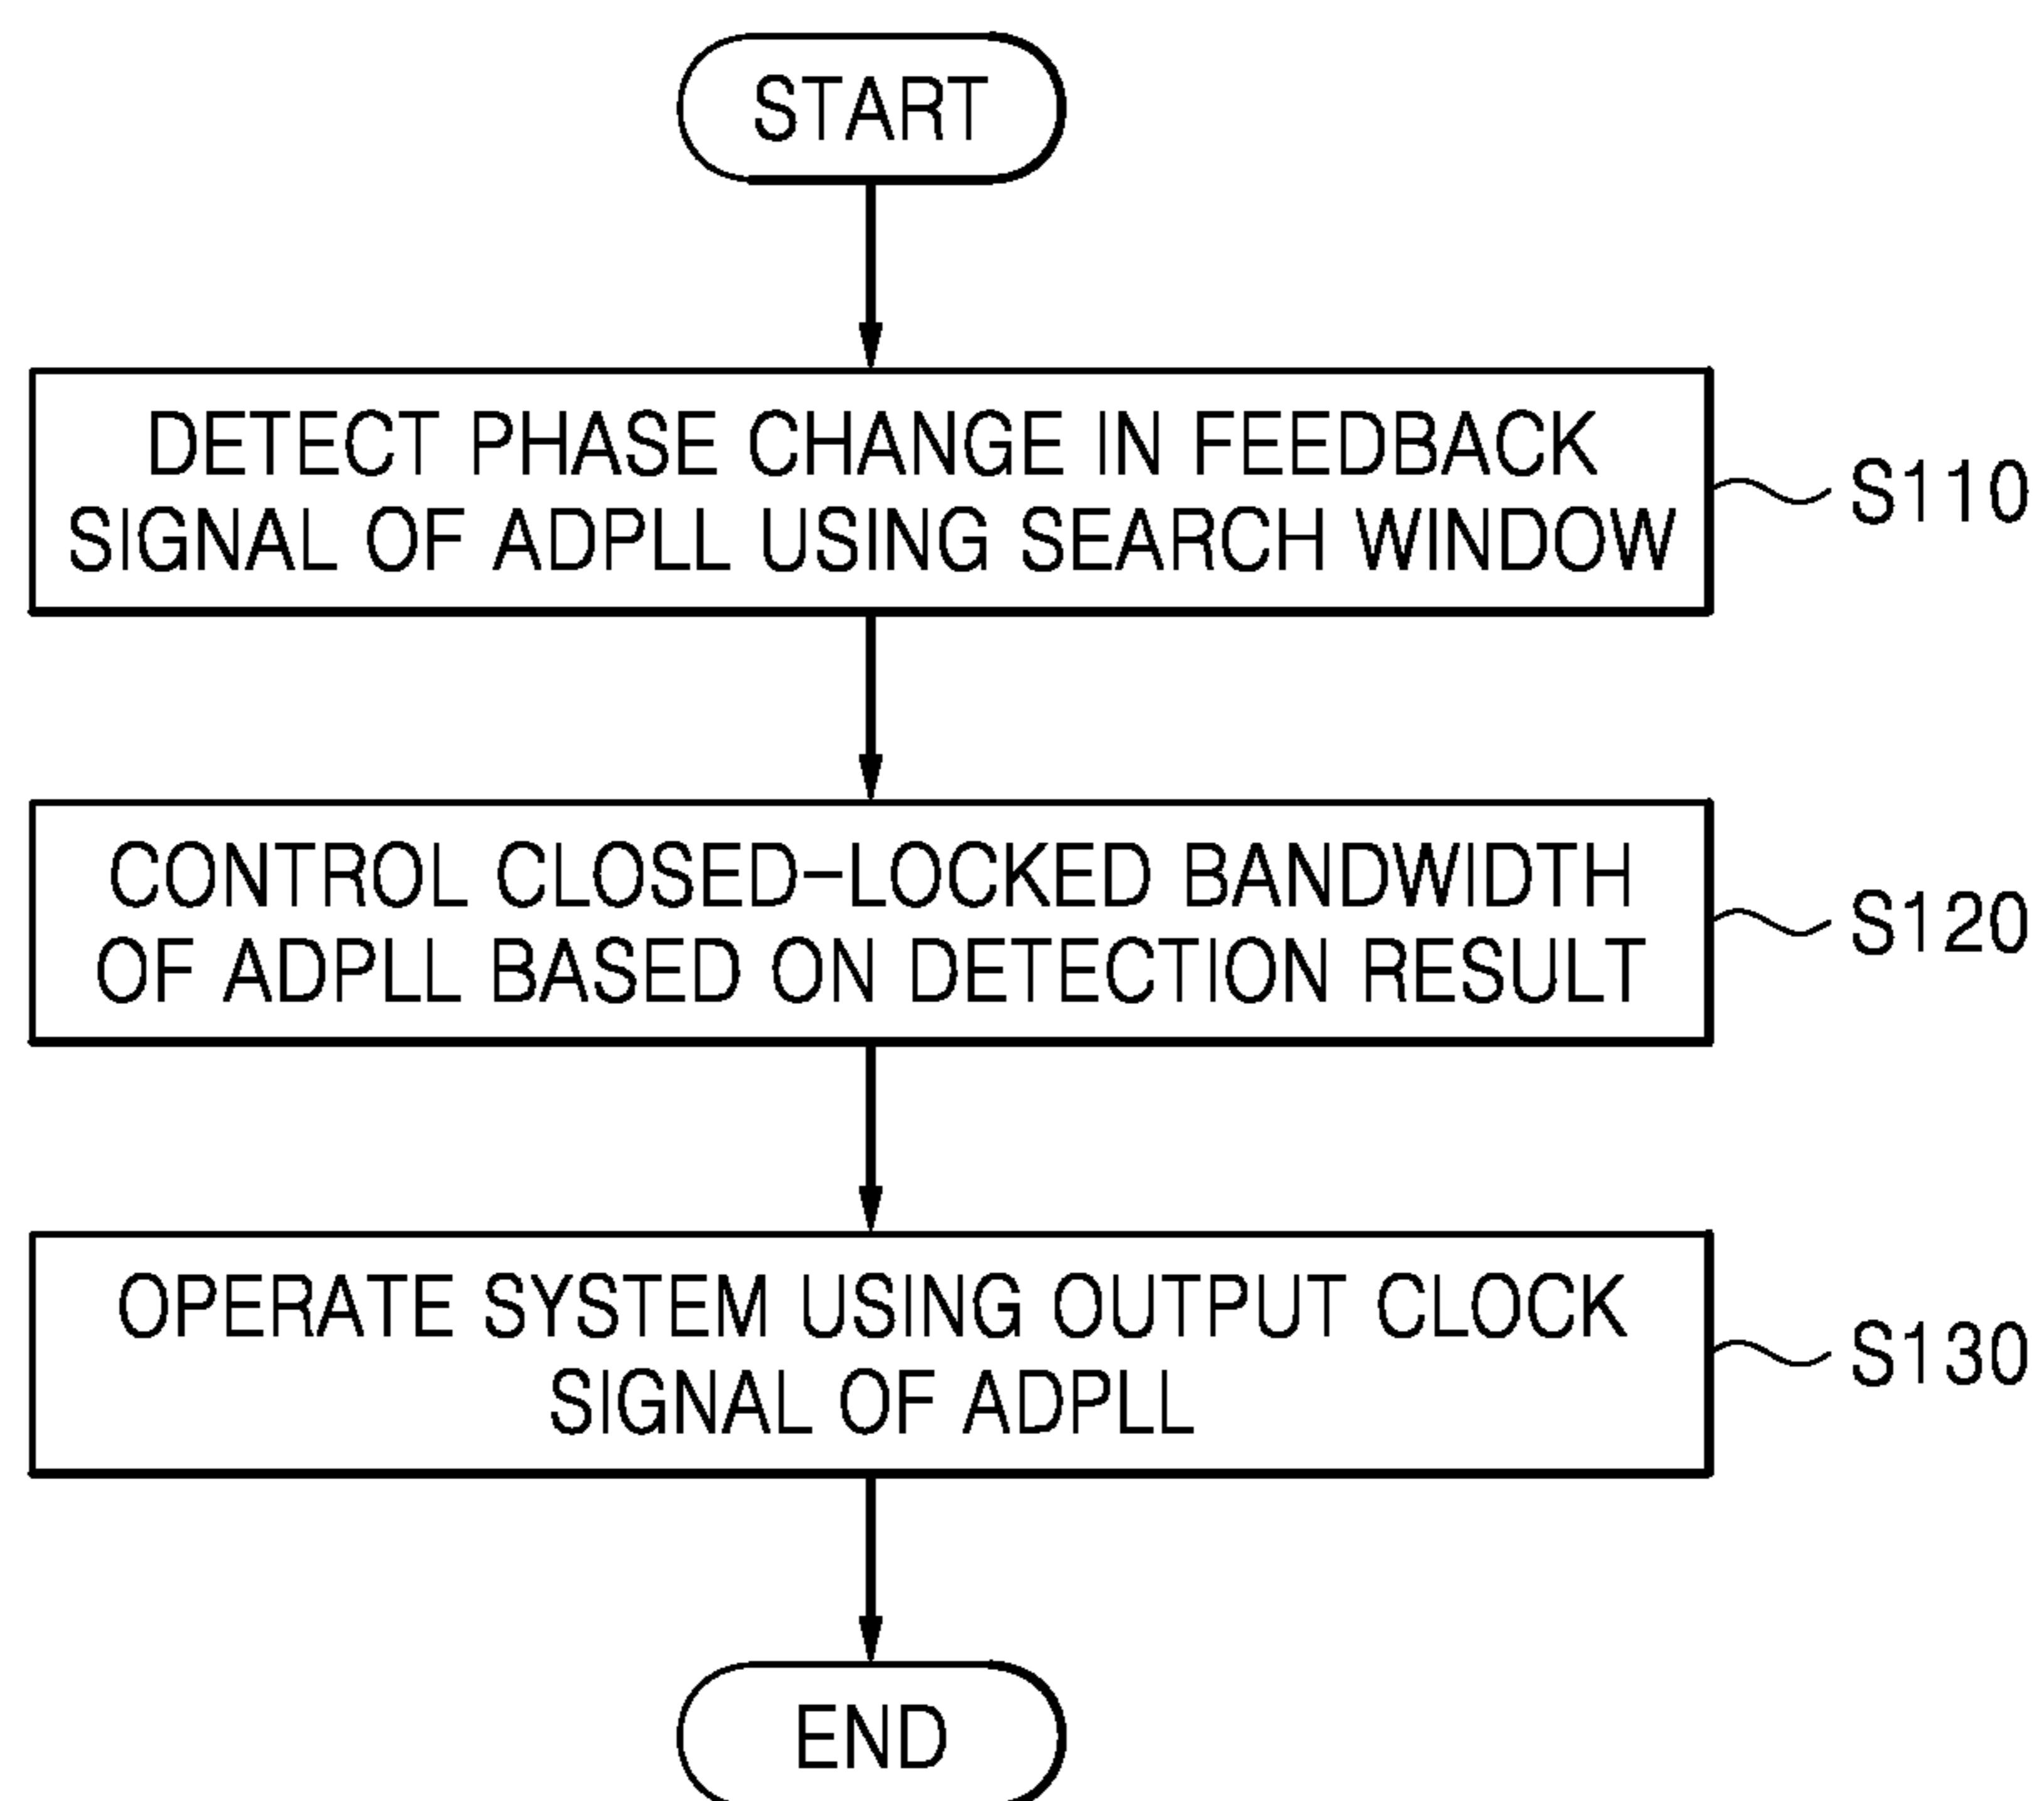 START
DETECT PHASE CHANGE IN FEEDBACK
SIGNAL OF ADPLL USING SEARCH WINDOW
S110
CONTROL CLOSED-LOCKED BANDWIDTH
OF ADPLL BASED ON DETECTION RESULT
S120
OPERATE SYSTEM USING OUTPUT CLOCK
SIGNAL OF ADPLL
S130
END